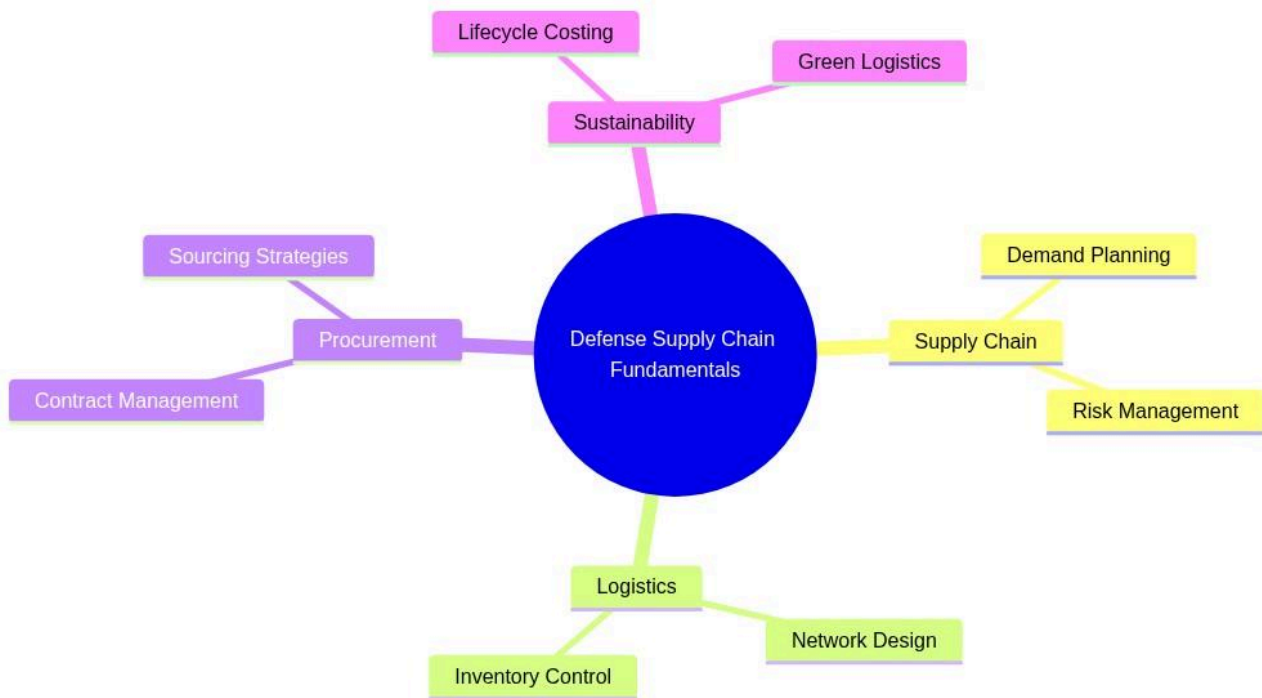 Lifecycle Costing
Green Logistics
Sustainability
Sourcing Strategies
Demand Planning
Procurement
Defense Supply Chain
Fundamentals
Supply Chain
Contract Management
Risk Management
Logistics
Network Design
Inventory Control